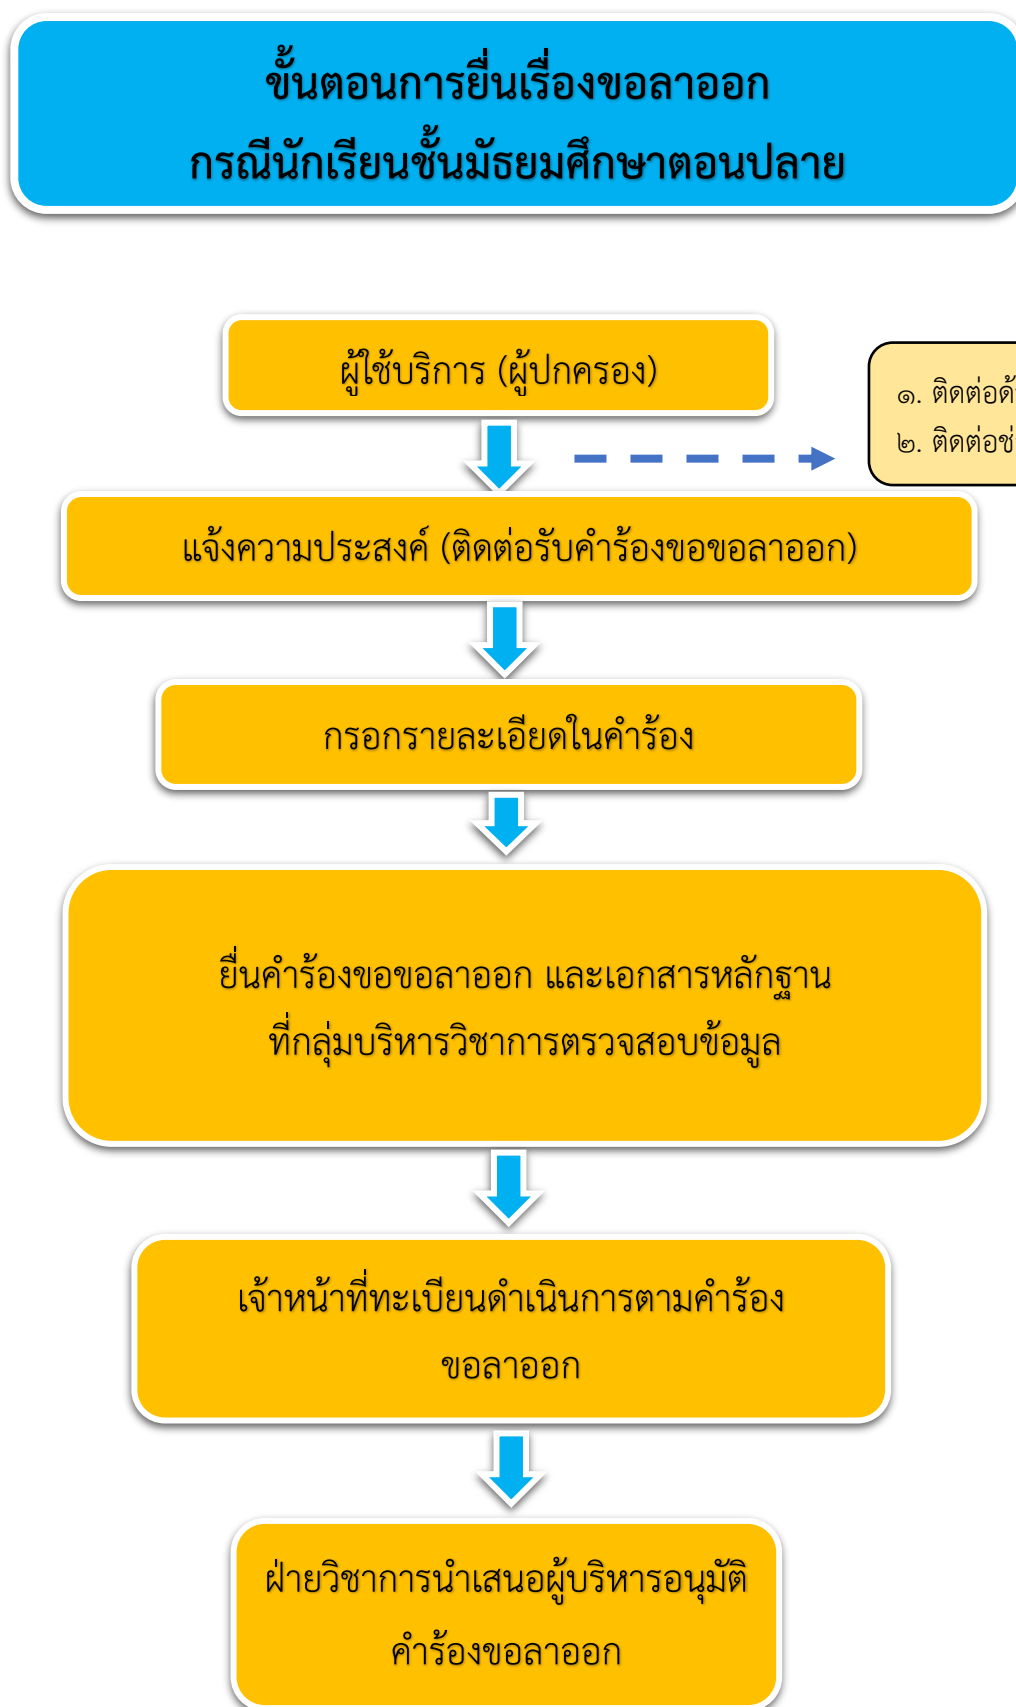 ขั้นตอนการยื่นเรื่องขอลาออก
กรณีนักเรียนชั้นมัธยมศึกษาตอนปลาย
ผู้ใช้บริการ (ผู้ปกครอง)
๑. ติดต่อด้
๒. ติดต่อช่
แจ้งความประสงค์ (ติดต่อรับคำร้องขอขอลาออก)
กรอกรายละเอียดในคำร้อง
ยื่นคำร้องขอขอลาออก และเอกสารหลักฐาน
ที่กลุ่มบริหารวิชาการตรวจสอบข้อมูล
เจ้าหน้าที่ทะเบียนดำเนินการตามคำร้อง
ขอลาออก
ฝ่ายวิชาการนำเสนอผู้บริหารอนุมัติ
คำร้องขอลาออก